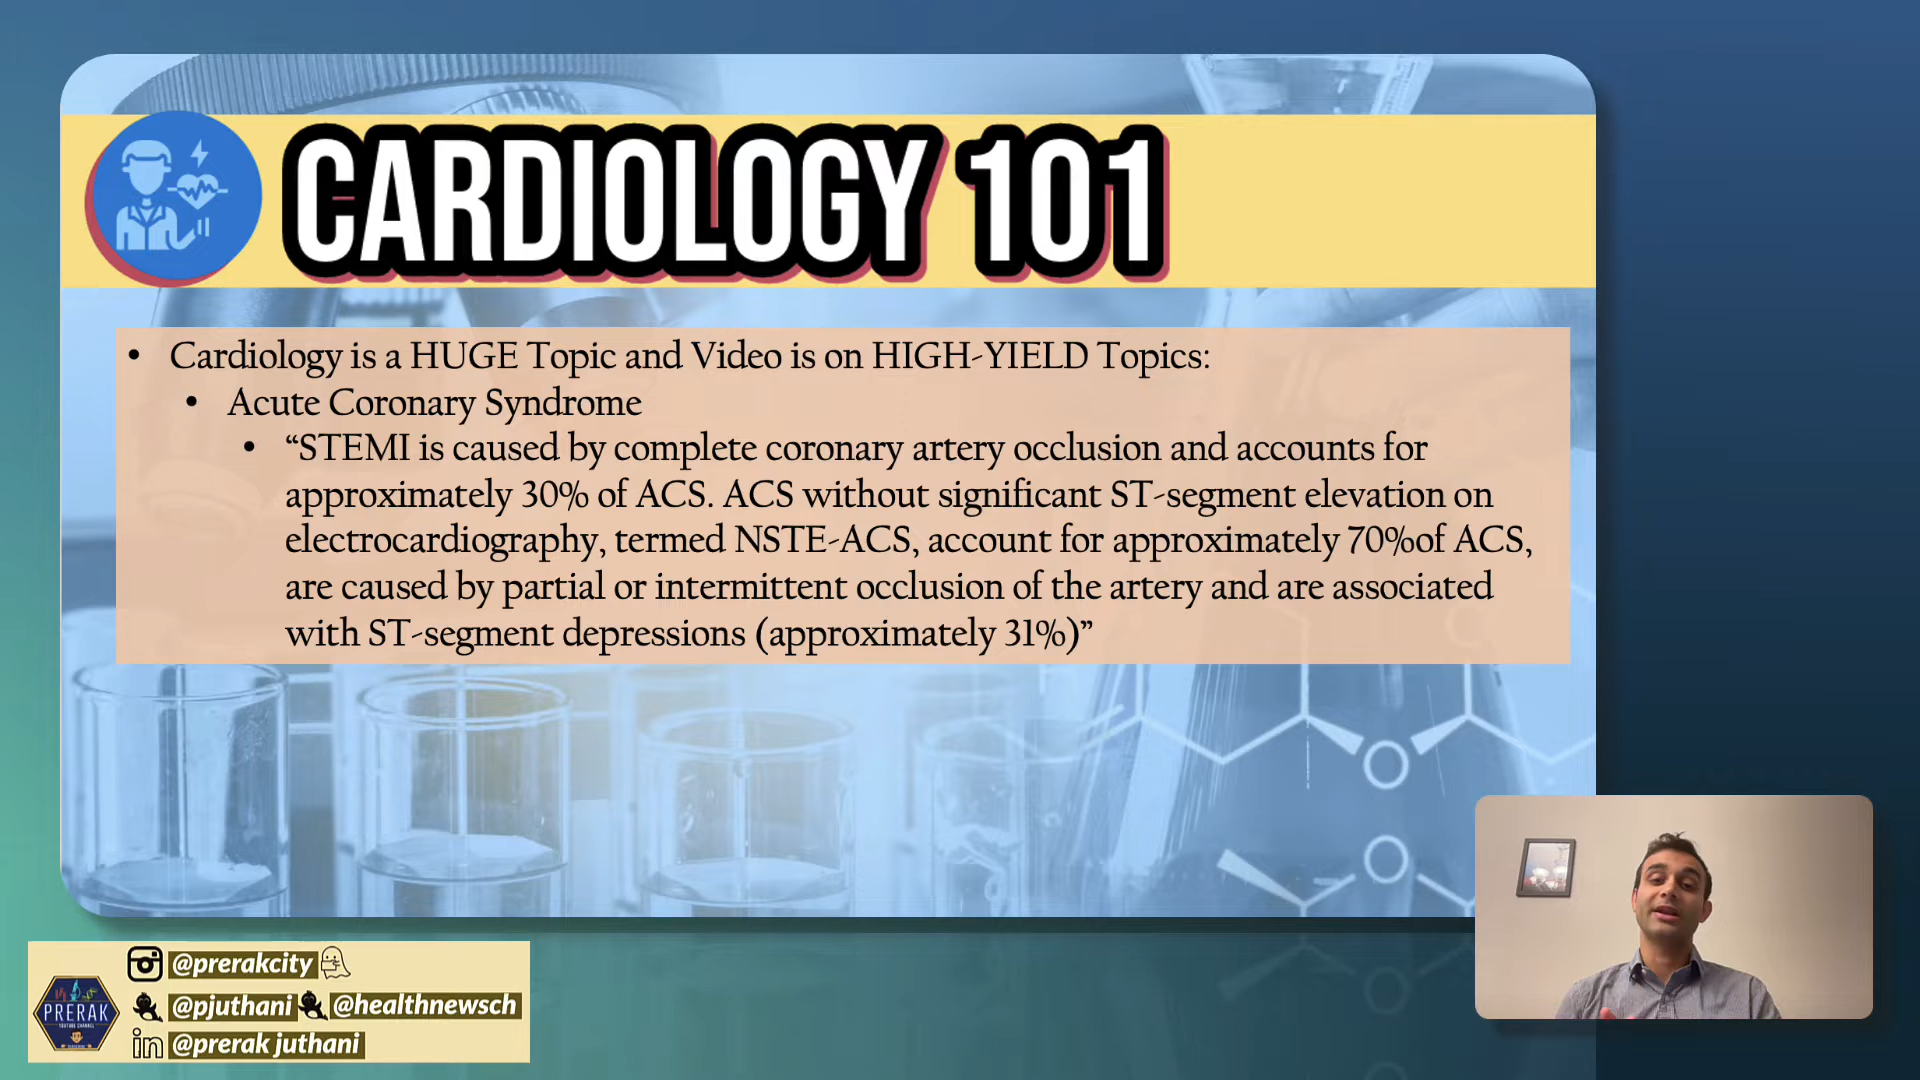 CARDIOLOGY 101
• Cardiology is a HUGE Topic and Video is on HIGH-YIELD Topics:
• Acute Coronary Syndrome
• “STEMI is caused by complete coronary artery occlusion and accounts for
approximately 30% of ACS. ACS without significant ST-segment elevation on
electrocardiography, termed NSTE-ACS, account for approximately 70%of ACS,
are caused by partial or intermittent occlusion of the artery and are associated
with ST-segment depressions (approximately 31%)”
O
O
@prerakcity
@pjuthani @healthnewsch
in @prerak juthani
PRERAK
YOUTUBE CHANNEL